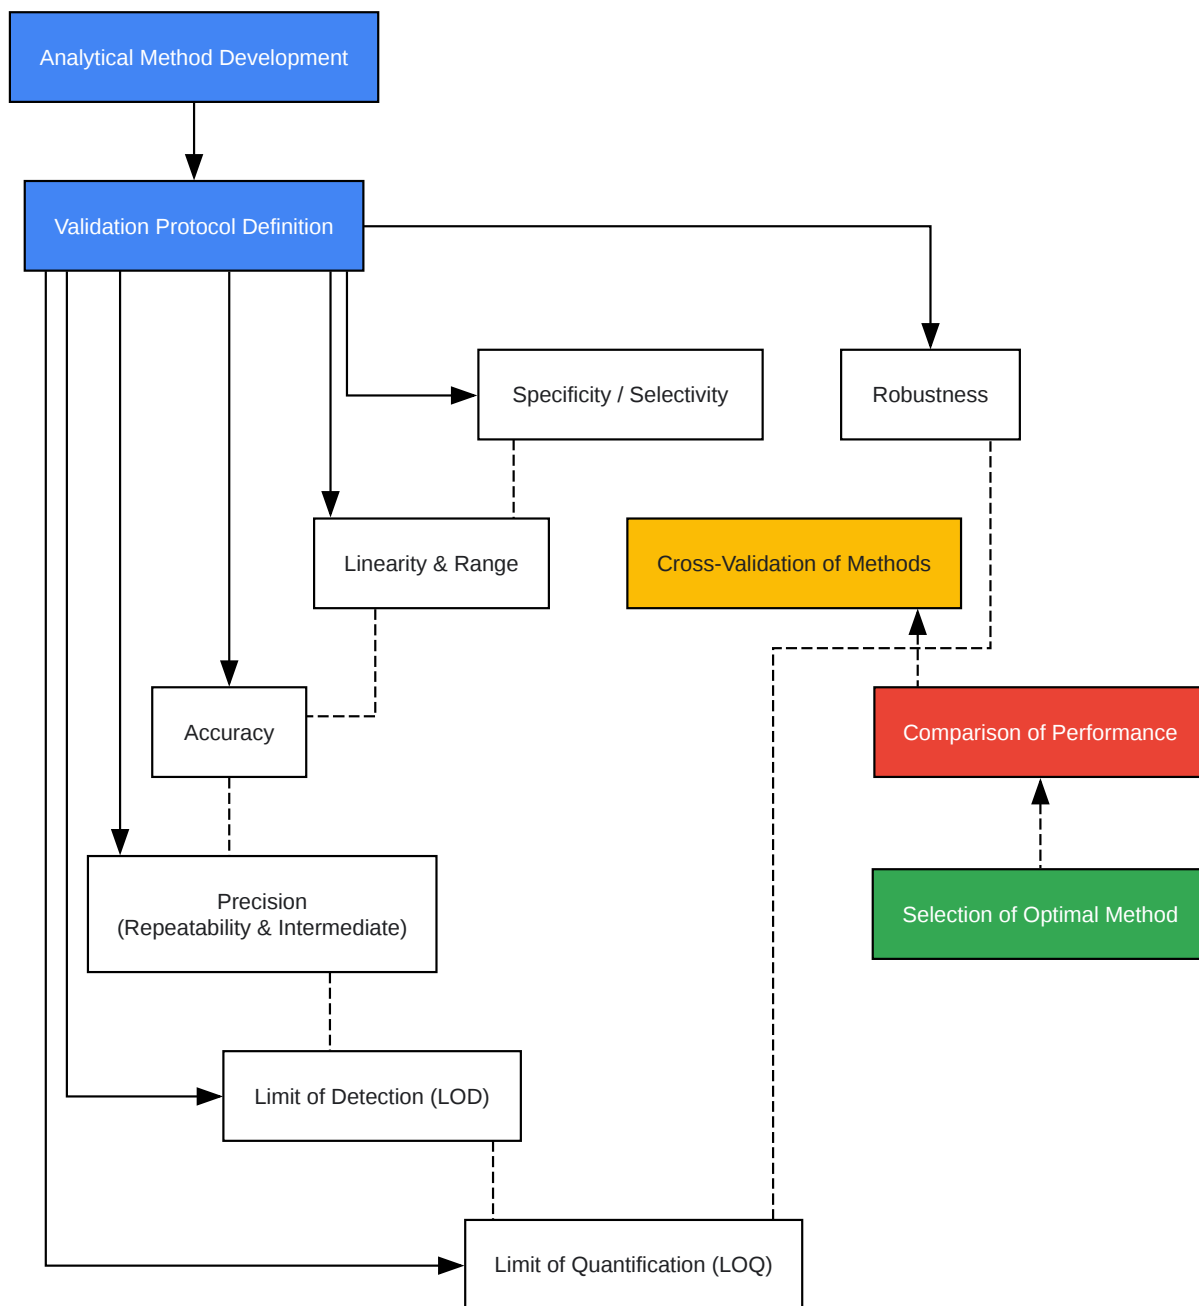 Analytical Method Development
Validation Protocol Definition
Specificity / Selectivity
Robustness
Linearity & Range
Cross-Validation of Methods
Accuracy
Comparison of Performance
Precision
(Repeatability & Intermediate)
Selection of Optimal Method
Limit of Detection (LOD)
Limit of Quantification (LOQ)